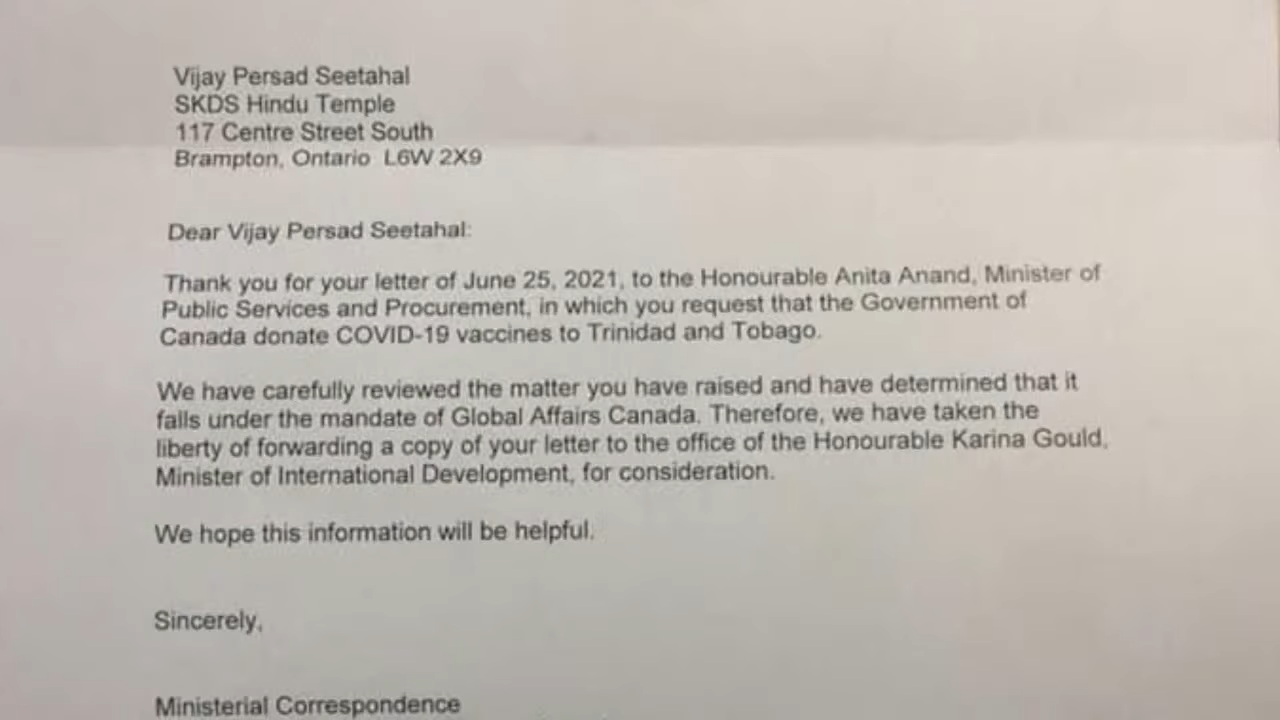 Vijay Persad Seetahal
SKDS Hindu Temple
117 Centre Street South
Brampton, Ontario L6W 2X9
Dear Vijay Persad Seetahal:
Thank you for your letter of June 25, 2021, to the Honourable Anita Anand, Minister of
Public Services and Procurement, in which you request that the Government of
Canada donate COVID-19 vaccines to Trinidad and Tobago.
We have carefully reviewed the matter you have raised and have determined that it
falls under the mandate of Global Affairs Canada. Therefore, we have taken the
liberty of forwarding a copy of your letter to the office of the Honourable Karina Gould,
Minister of International Development, for consideration.
We hope this information will be helpful.
Sincerely,
Ministerial Correspondence